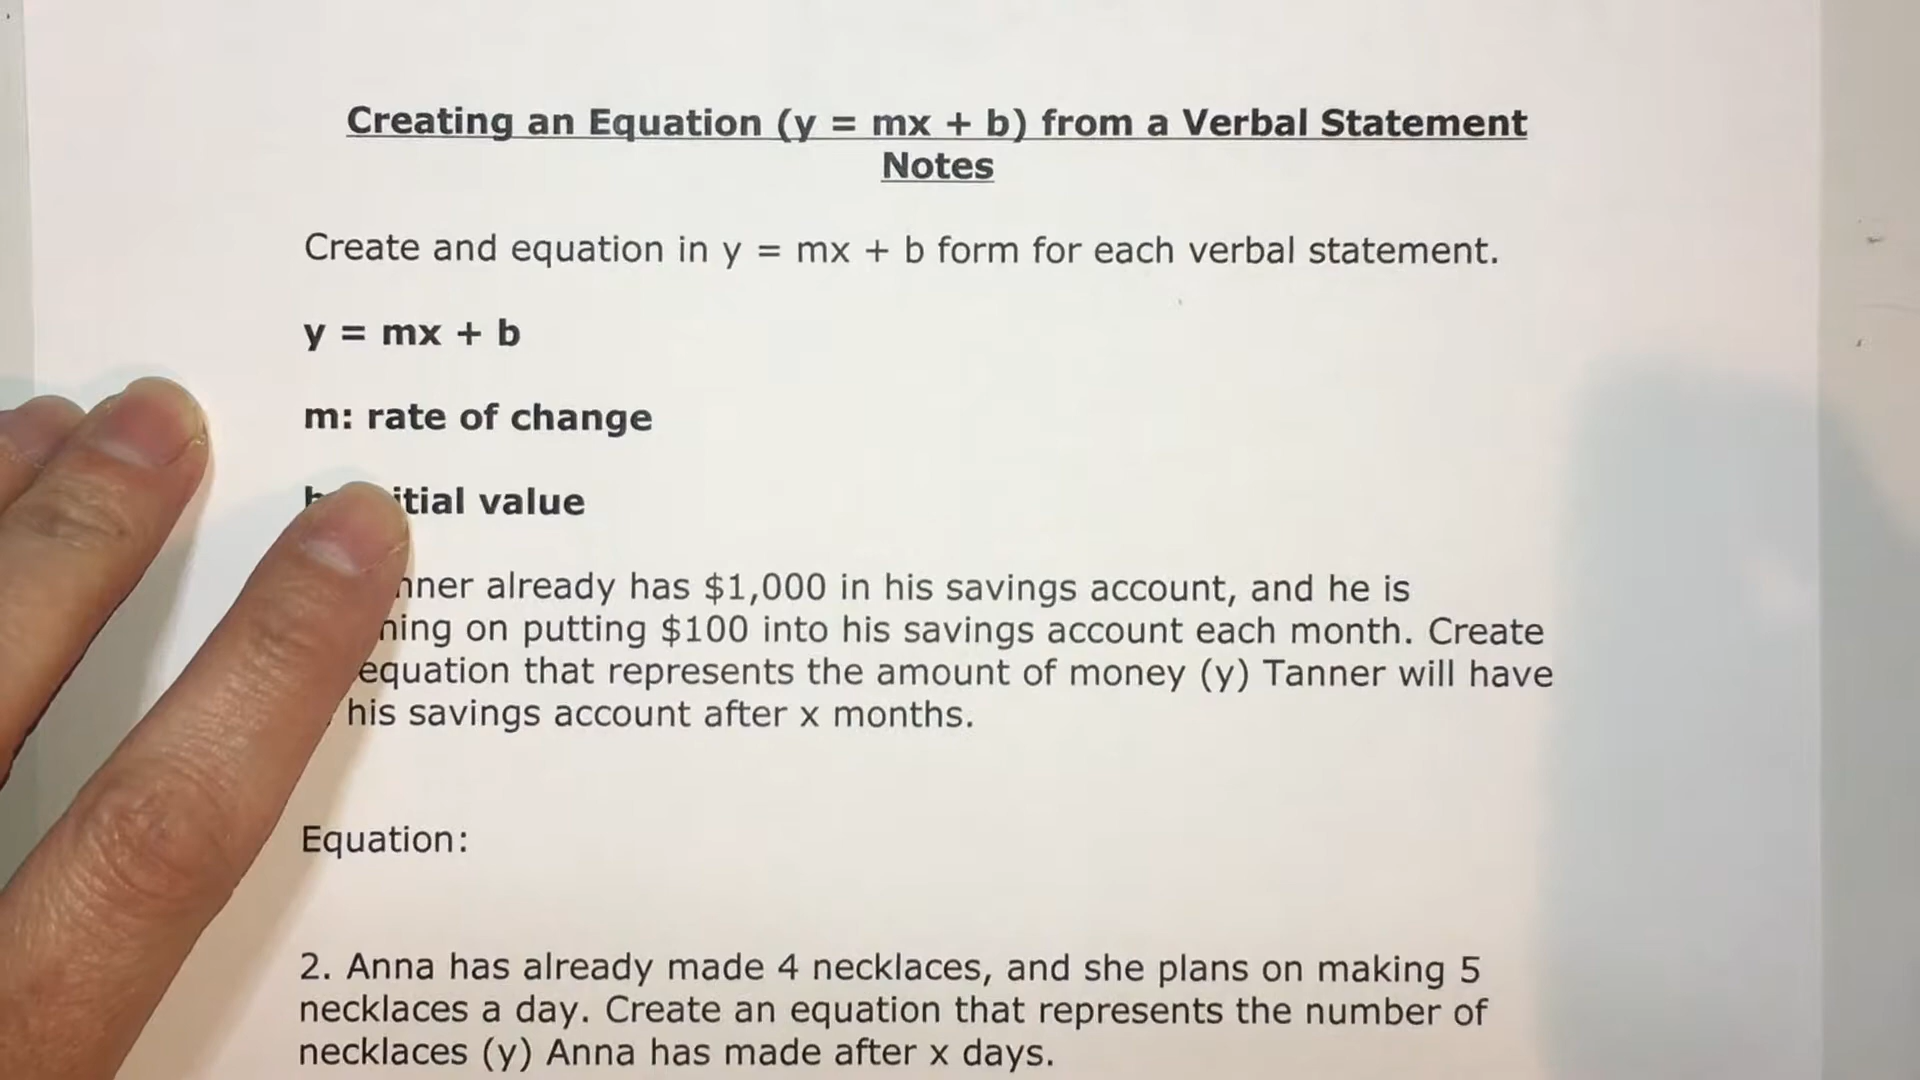 Creating an Equation (y = mx + b) from a Verbal Statement
Notes
Create and equation in y = mx + b form for each verbal statement.
y = mx + b
m: rate of change
value
already has $1,000 in his savings account, and he is
on putting $100 into his savings account each month. Create
equation that represents the amount of money (y) Tanner will have
his savings account after x months.
Equation:
2. Anna has already made 4 necklaces, and she plans on making 5
necklaces a day. Create an equation that represents the number of
necklaces (y) Anna has made after x days.